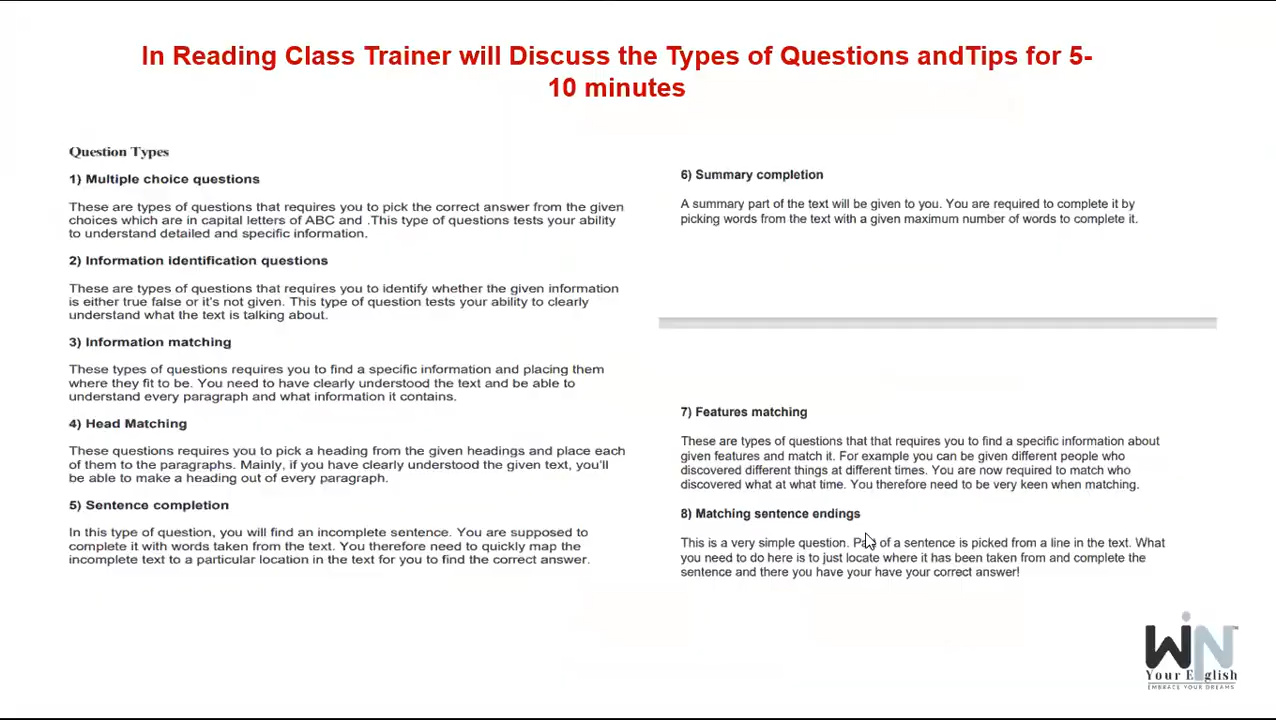 In Reading Class Trainer will Discuss the Types of Questions andTips for 5-
10 minutes
Question Types
1) Multiple choice questions
These are types of questions that requires you to pick the correct answer from the given
choices which are in capital letters of ABC and .This type of questions tests your ability
to understand detailed and specific information.
2) Information identification questions
These are types of questions that requires you to identify whether the given information
is either true false or it's not given. This type of question tests your ability to clearly
understand what the text is talking about.
3) Information matching
These types of questions requires you to find a specific information and placing them
where they fit to be. You need to have clearly understood the text and be able to
understand every paragraph and what information it contains.
4) Head Matching
These questions requires you to pick a heading from the given headings and place each
of them to the paragraphs. Mainly, if you have clearly understood the given text, you'll
be able to make a heading out of every paragraph.
5) Sentence completion
In this type of question, you will find an incomplete sentence. You are supposed to
complete it with words taken from the text. You therefore need to quickly map the
incomplete text to a particular location in the text for you to find the correct answer.
6) Summary completion
A summary part of the text will be given to you. You are required to complete it by
picking words from the text with a given maximum number of words to complete it.
7) Features matching
These are types of questions that that requires you to find a specific information about
given features and match it. For example you can be given different people who
discovered different things at different times. You are now required to match who
discovered what at what time. You therefore need to be very keen when matching.
8) Matching sentence endings
This is a very simple question. Part of a sentence is picked from a line in the text. What
you need to do here is to just locate where it has been taken from and complete the
sentence and there you have your have your correct answer!
WiN™
Your English
EMBRACE YOUR DREAMS